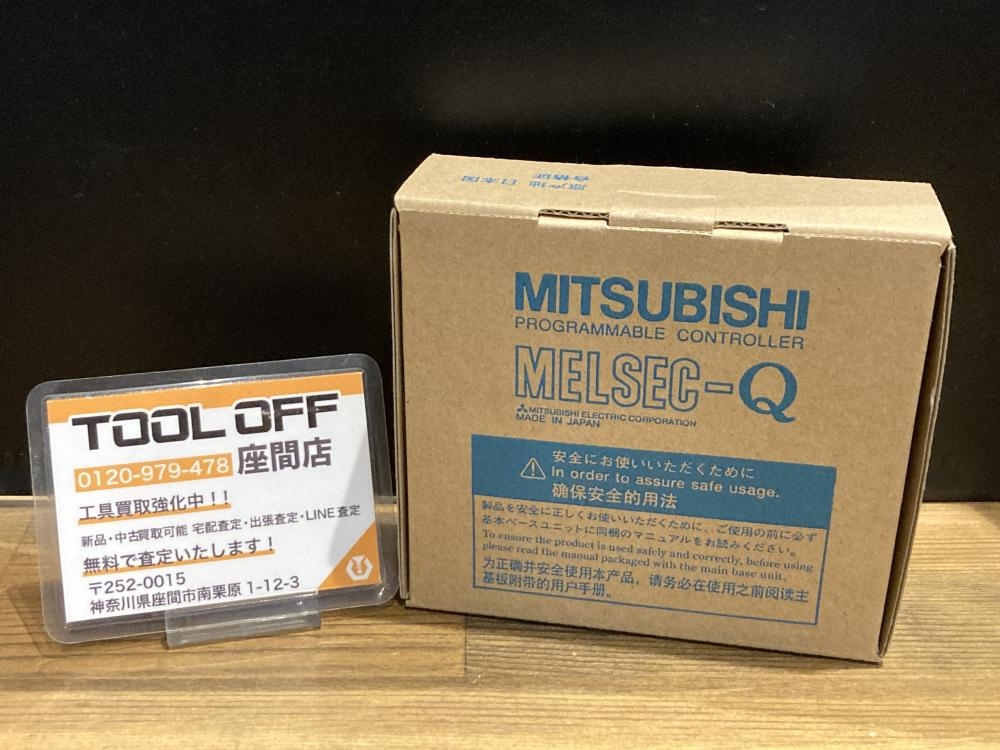 TOOL OFF
0120-979-478 座間店
工具買取強化中！！
新品・中古買取可能 宅配査定・出張査定・LINE査定
無料で査定いたします！
〒252-0015
神奈川県座間市南栗原 1-12-3
原产地 日本国
合格证
MITSUBISHI
PROGRAMMABLE CONTROLLER
MELSEC-Q
MITSUBISHI ELECTRIC CORPORATION
MADE IN JAPAN
安全にお使いいただくために
In order to assure safe usage.
确保安全的用法
製品を安全に正しくお使いいただくために、ご使用の前に必ず
基本ベースユニットに同梱のマニュアルをお読みください。
To ensure the product is used safely and correctly, before using
please read the manual packaged with the main base unit.
为正确并安全使用本产品，请务必在使用之前阅读主
基板附带的用户手册。